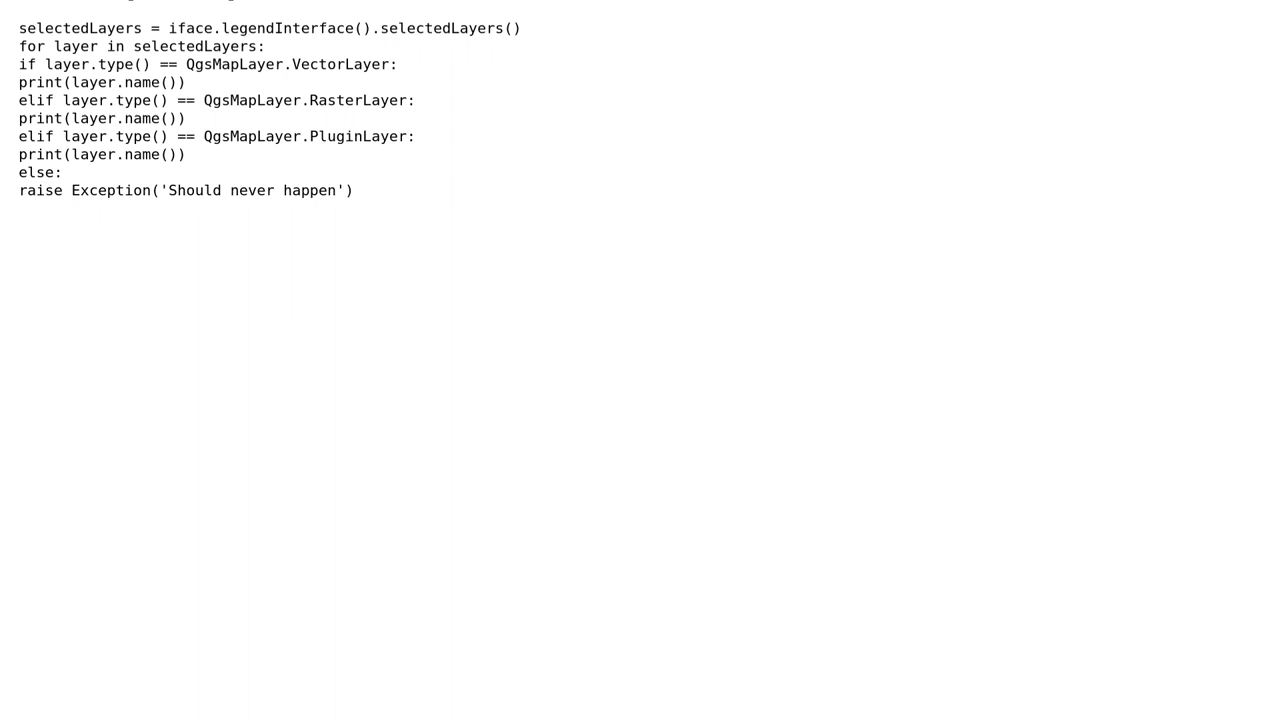 selectedLayers = iface.legendInterface().selectedLayers()
for layer in selectedLayers:
if layer.type() == QgsMapLayer.VectorLayer:
print(layer.name())
elif layer.type() == QgsMapLayer.RasterLayer:
print(layer.name())
elif layer.type() == QgsMapLayer.PluginLayer:
print(layer.name())
else:
raise Exception('Should never happen')